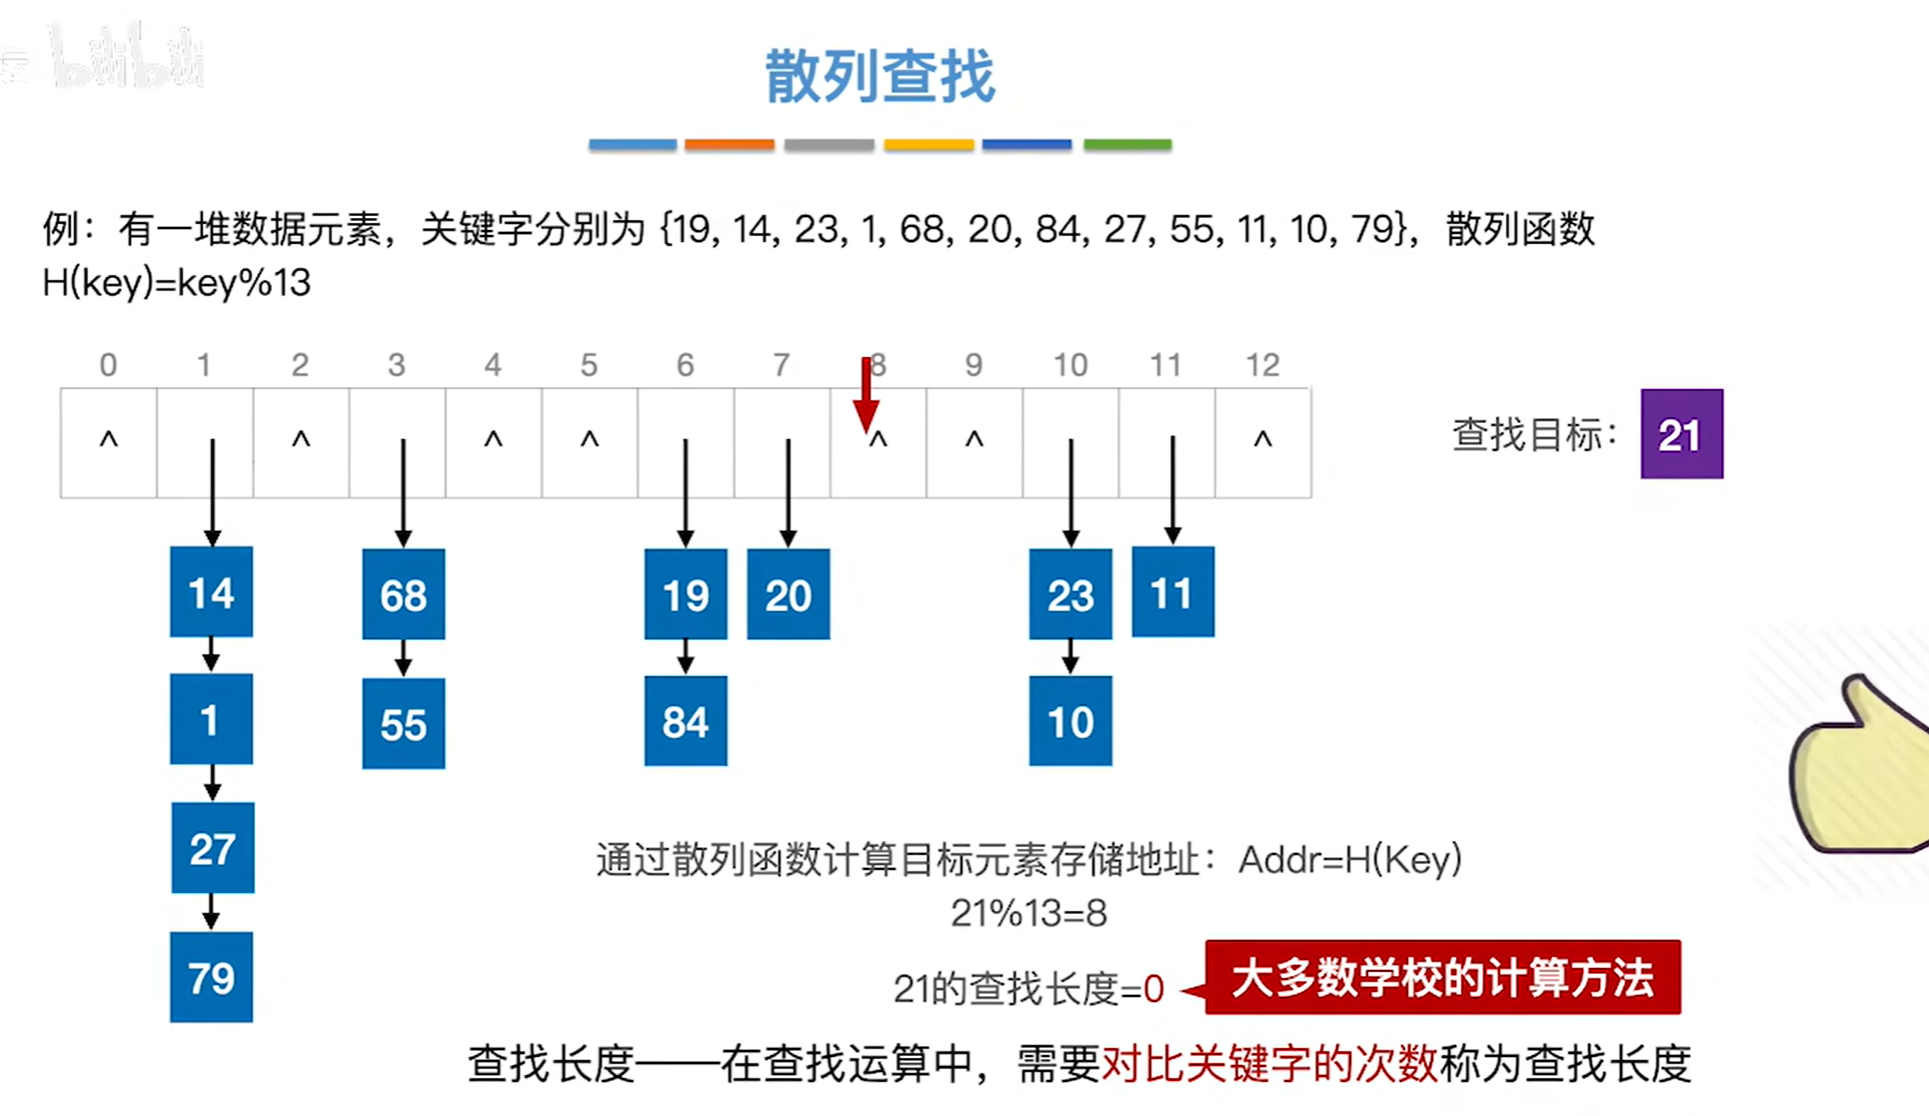 bilibili
散列查找
例：有一堆数据元素，关键字分别为 {19, 14, 23, 1, 68, 20, 84, 27, 55, 11, 10, 79}，散列函数
H(key)=key%13
0 1 2 3 4 5 6 7 8 9 10 11 12
^ ^ ^ ^ ^ ^ ^
查找目标： 21
14 68 19 20 23 11
1 55 84 10
27
79
通过散列函数计算目标元素存储地址：Addr=H(Key)
21%13=8
21的查找长度=0 大多数学校的计算方法
查找长度——在查找运算中，需要对比关键字的次数称为查找长度